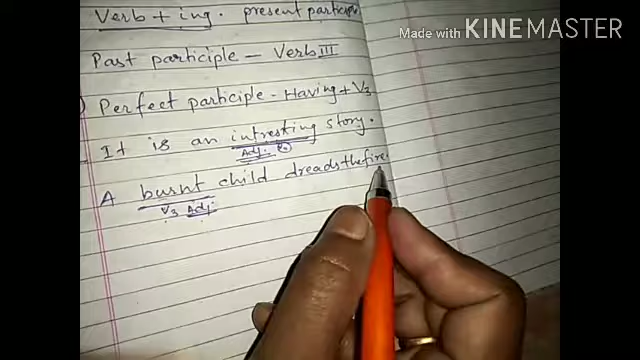 Verb + ing. present participle
Made with KINEMASTER
Past participle - Verb III
Perfect participle - Having + V3
It is an intresting story.
Adj.
A burnt child dreads the fire
V3 Adj.